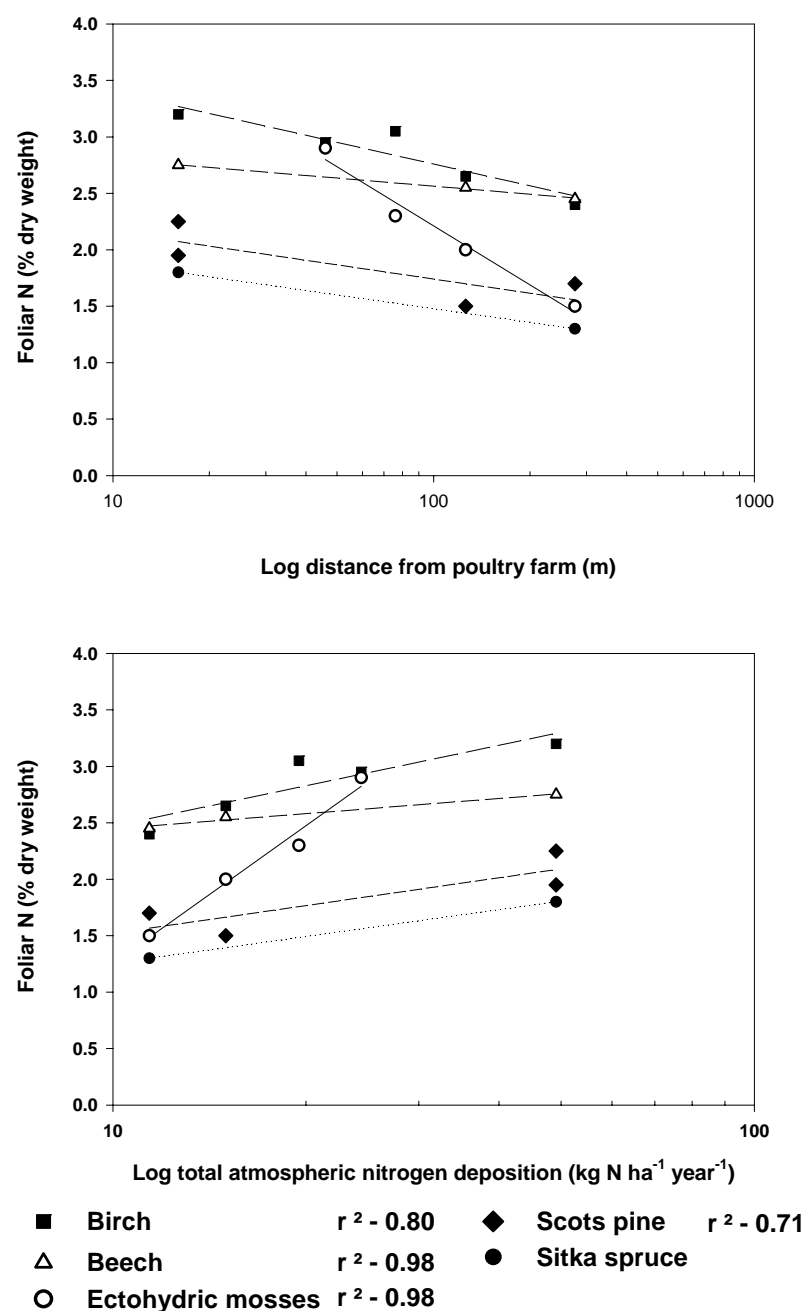 4.0
3.5
3.0
2.5
2.0
1.5
1.0
0.5
0.0
Foliar N (% dry weight)
10 100 1000
Log distance from poultry farm (m)
4.0
3.5
3.0
2.5
2.0
1.5
1.0
0.5
0.0
Foliar N (% dry weight)
10 100
Log total atmospheric nitrogen deposition (kg N ha⁻¹ year⁻¹)
Birch r ² - 0.80 Scots pine r ² - 0.71
Beech r ² - 0.98 Sitka spruce
Ectohydric mosses r ² - 0.98